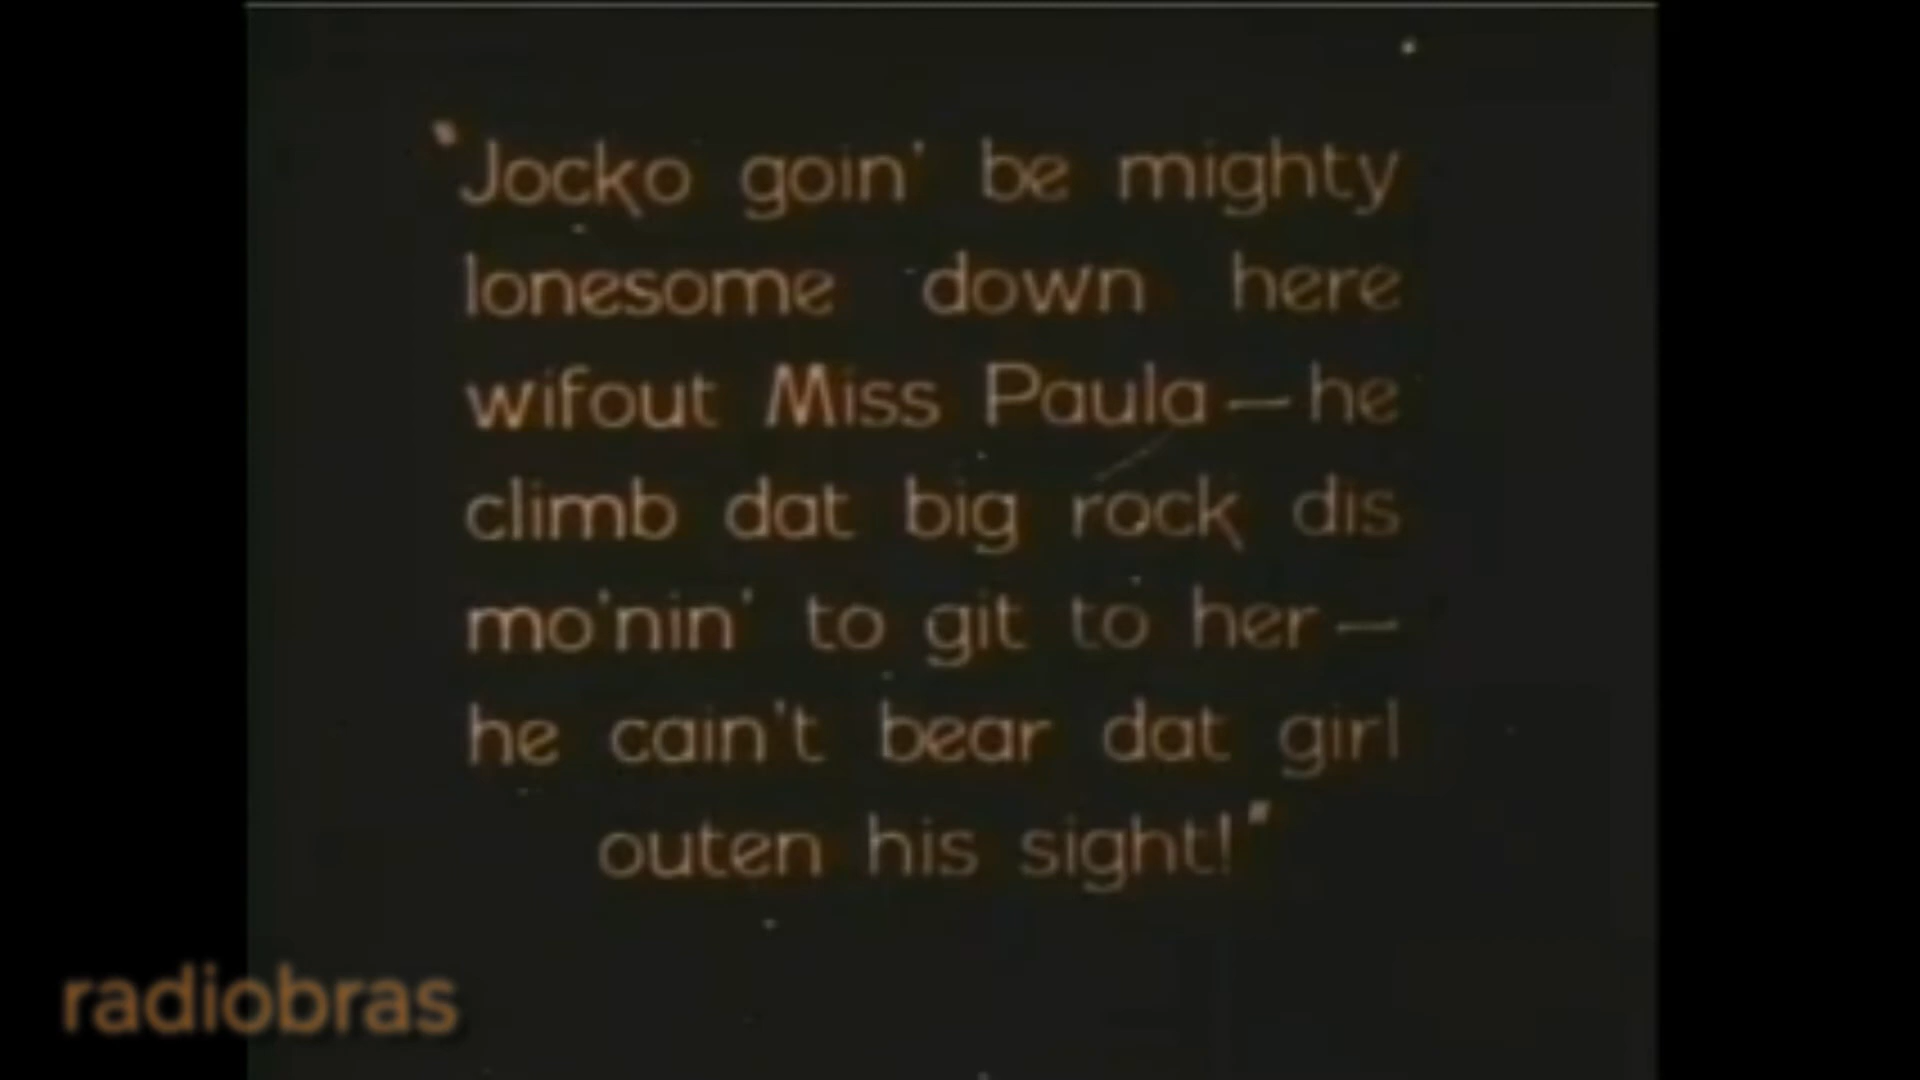 "Jocko goin' be mighty
lonesome down here
wifout Miss Paula—he
climb dat big rock dis
mo'nin' to git to her—
he cain't bear dat girl
outen his sight!"
radiobras